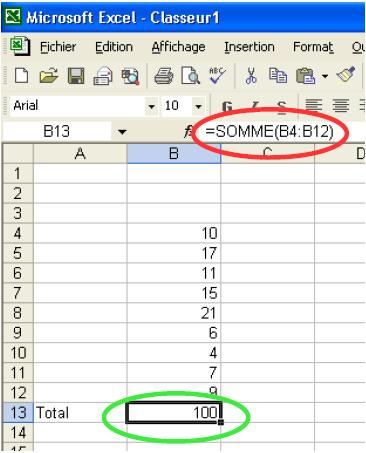 Microsoft Excel - Classeur1
Fichier Edition Affichage Insertion Format
ABC
Arial 10 G I S
B13 =SOMME(B4:B12)
A B C D
1
2
3
4 10
5 17
6 11
7 15
8 21
9 6
10 4
11 7
12 9
13 Total 100
14
15